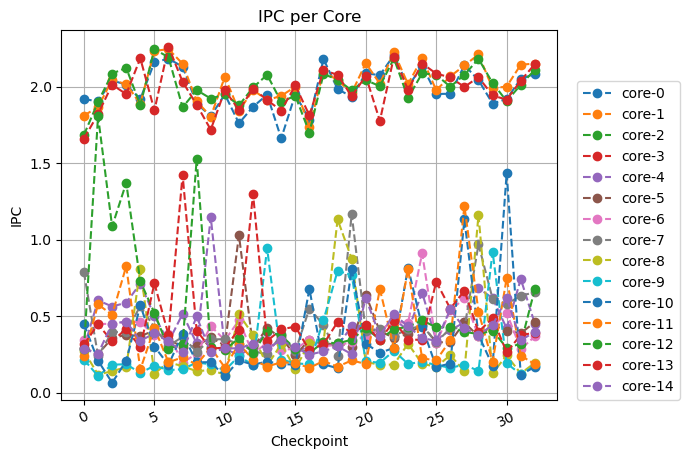 IPC per Core
IPC
2.0
1.5
1.0
0.5
0.0
0
5
10
15
20
25
30
Checkpoint
core-0
core-1
core-2
core-3
core-4
core-5
core-6
core-7
core-8
core-9
core-10
core-11
core-12
core-13
core-14